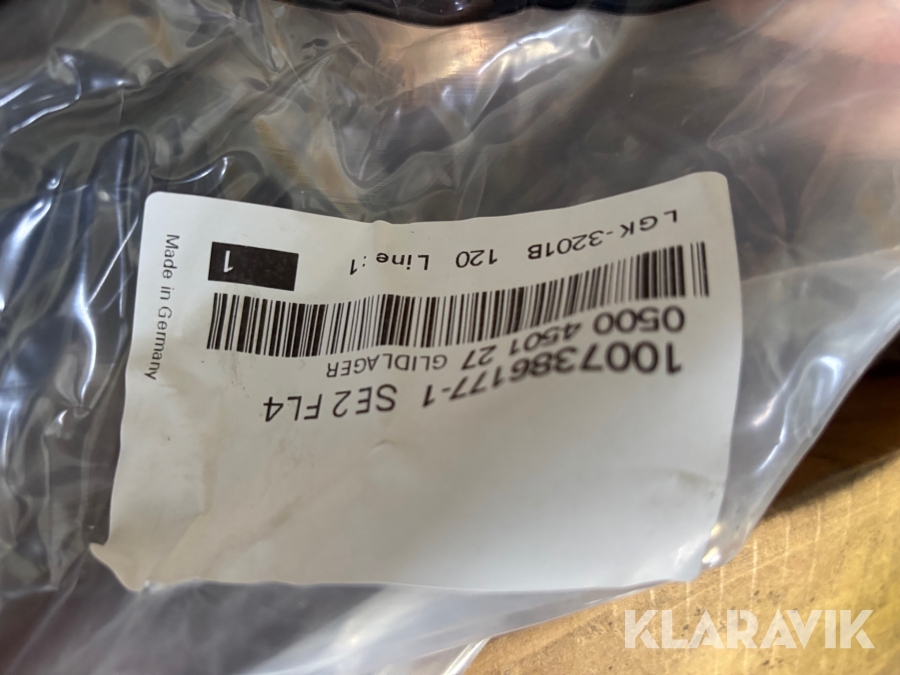 1007386177-1 SE2 FL4
0500 4501 27 GLIDLAGER
LGK-3201B 120 Line:1
1
Made in Germany
KLARAVIK